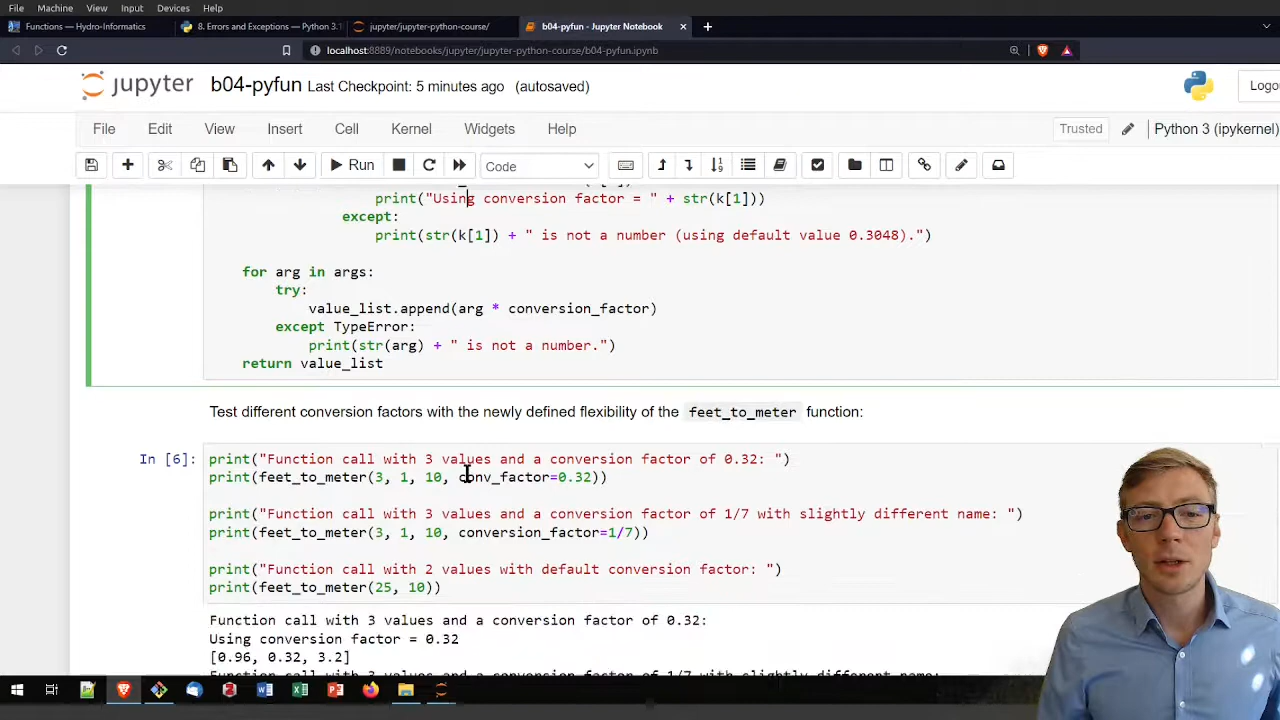 File Machine View Input Devices Help
Functions — Hydro-Informatics
8. Errors and Exceptions — Python 3.1
jupyter/jupyter-python-course/
b04-pyfun - Jupyter Notebook
localhost:8889/notebooks/jupyter/jupyter-python-course/b04-pyfun.ipynb
jupyter b04-pyfun Last Checkpoint: 5 minutes ago (autosaved)
Logo
File Edit View Insert Cell Kernel Widgets Help
Trusted
Python 3 (ipykernel)
Run
Code
print("Using conversion factor = " + str(k[1]))
except:
print(str(k[1]) + " is not a number (using default value 0.3048).")
for arg in args:
try:
value_list.append(arg * conversion_factor)
except TypeError:
print(str(arg) + " is not a number.")
return value_list
Test different conversion factors with the newly defined flexibility of the feet_to_meter function:
In [6]: print("Function call with 3 values and a conversion factor of 0.32: ")
print(feet_to_meter(3, 1, 10, conv_factor=0.32))
print("Function call with 3 values and a conversion factor of 1/7 with slightly different name: ")
print(feet_to_meter(3, 1, 10, conversion_factor=1/7))
print("Function call with 2 values with default conversion factor: ")
print(feet_to_meter(25, 10))
Function call with 3 values and a conversion factor of 0.32:
Using conversion factor = 0.32
[0.96, 0.32, 3.2]
Function call with 3 values and a conversion factor of 1/7 with slightly different name: